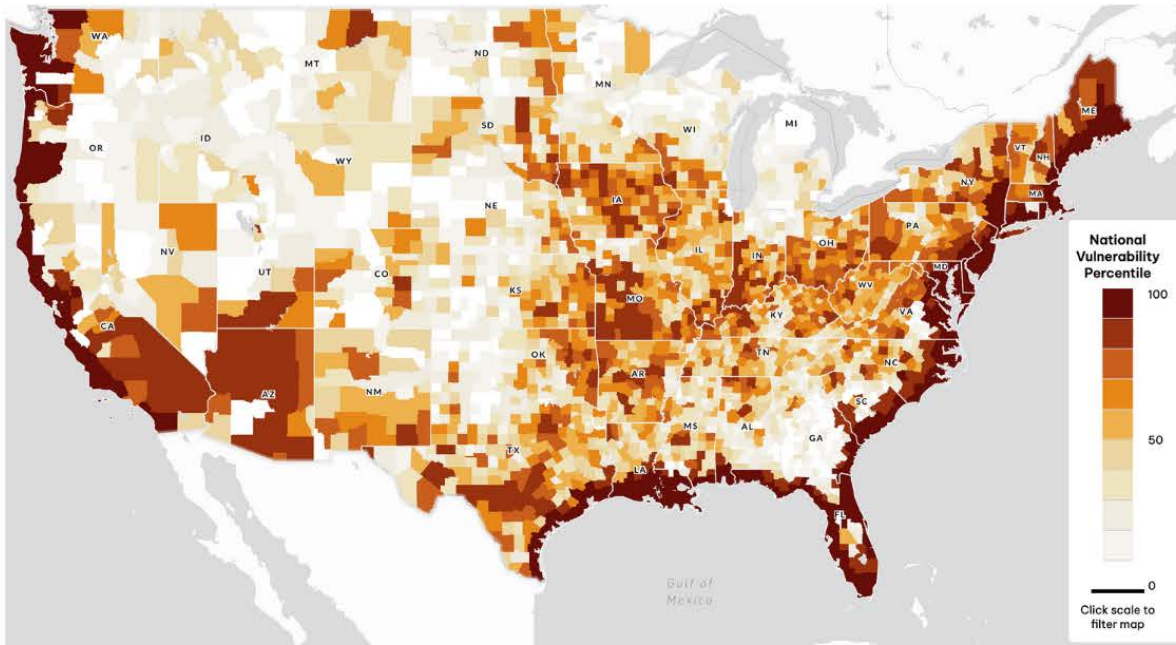 WA
MT
ND
MN
MI
ME
VT
NH
MA
NY
WI
SD
ID
OR
WY
IA
NE
PA
OH
IN
IL
MD
NV
UT
CO
KS
MO
WV
VA
KY
CA
OK
TN
NC
AR
AZ
NM
SC
MS
AL
GA
TX
LA
FL
Gulf of
Mexico
National
Vulnerability
Percentile
100
50
0
Click scale to
filter map